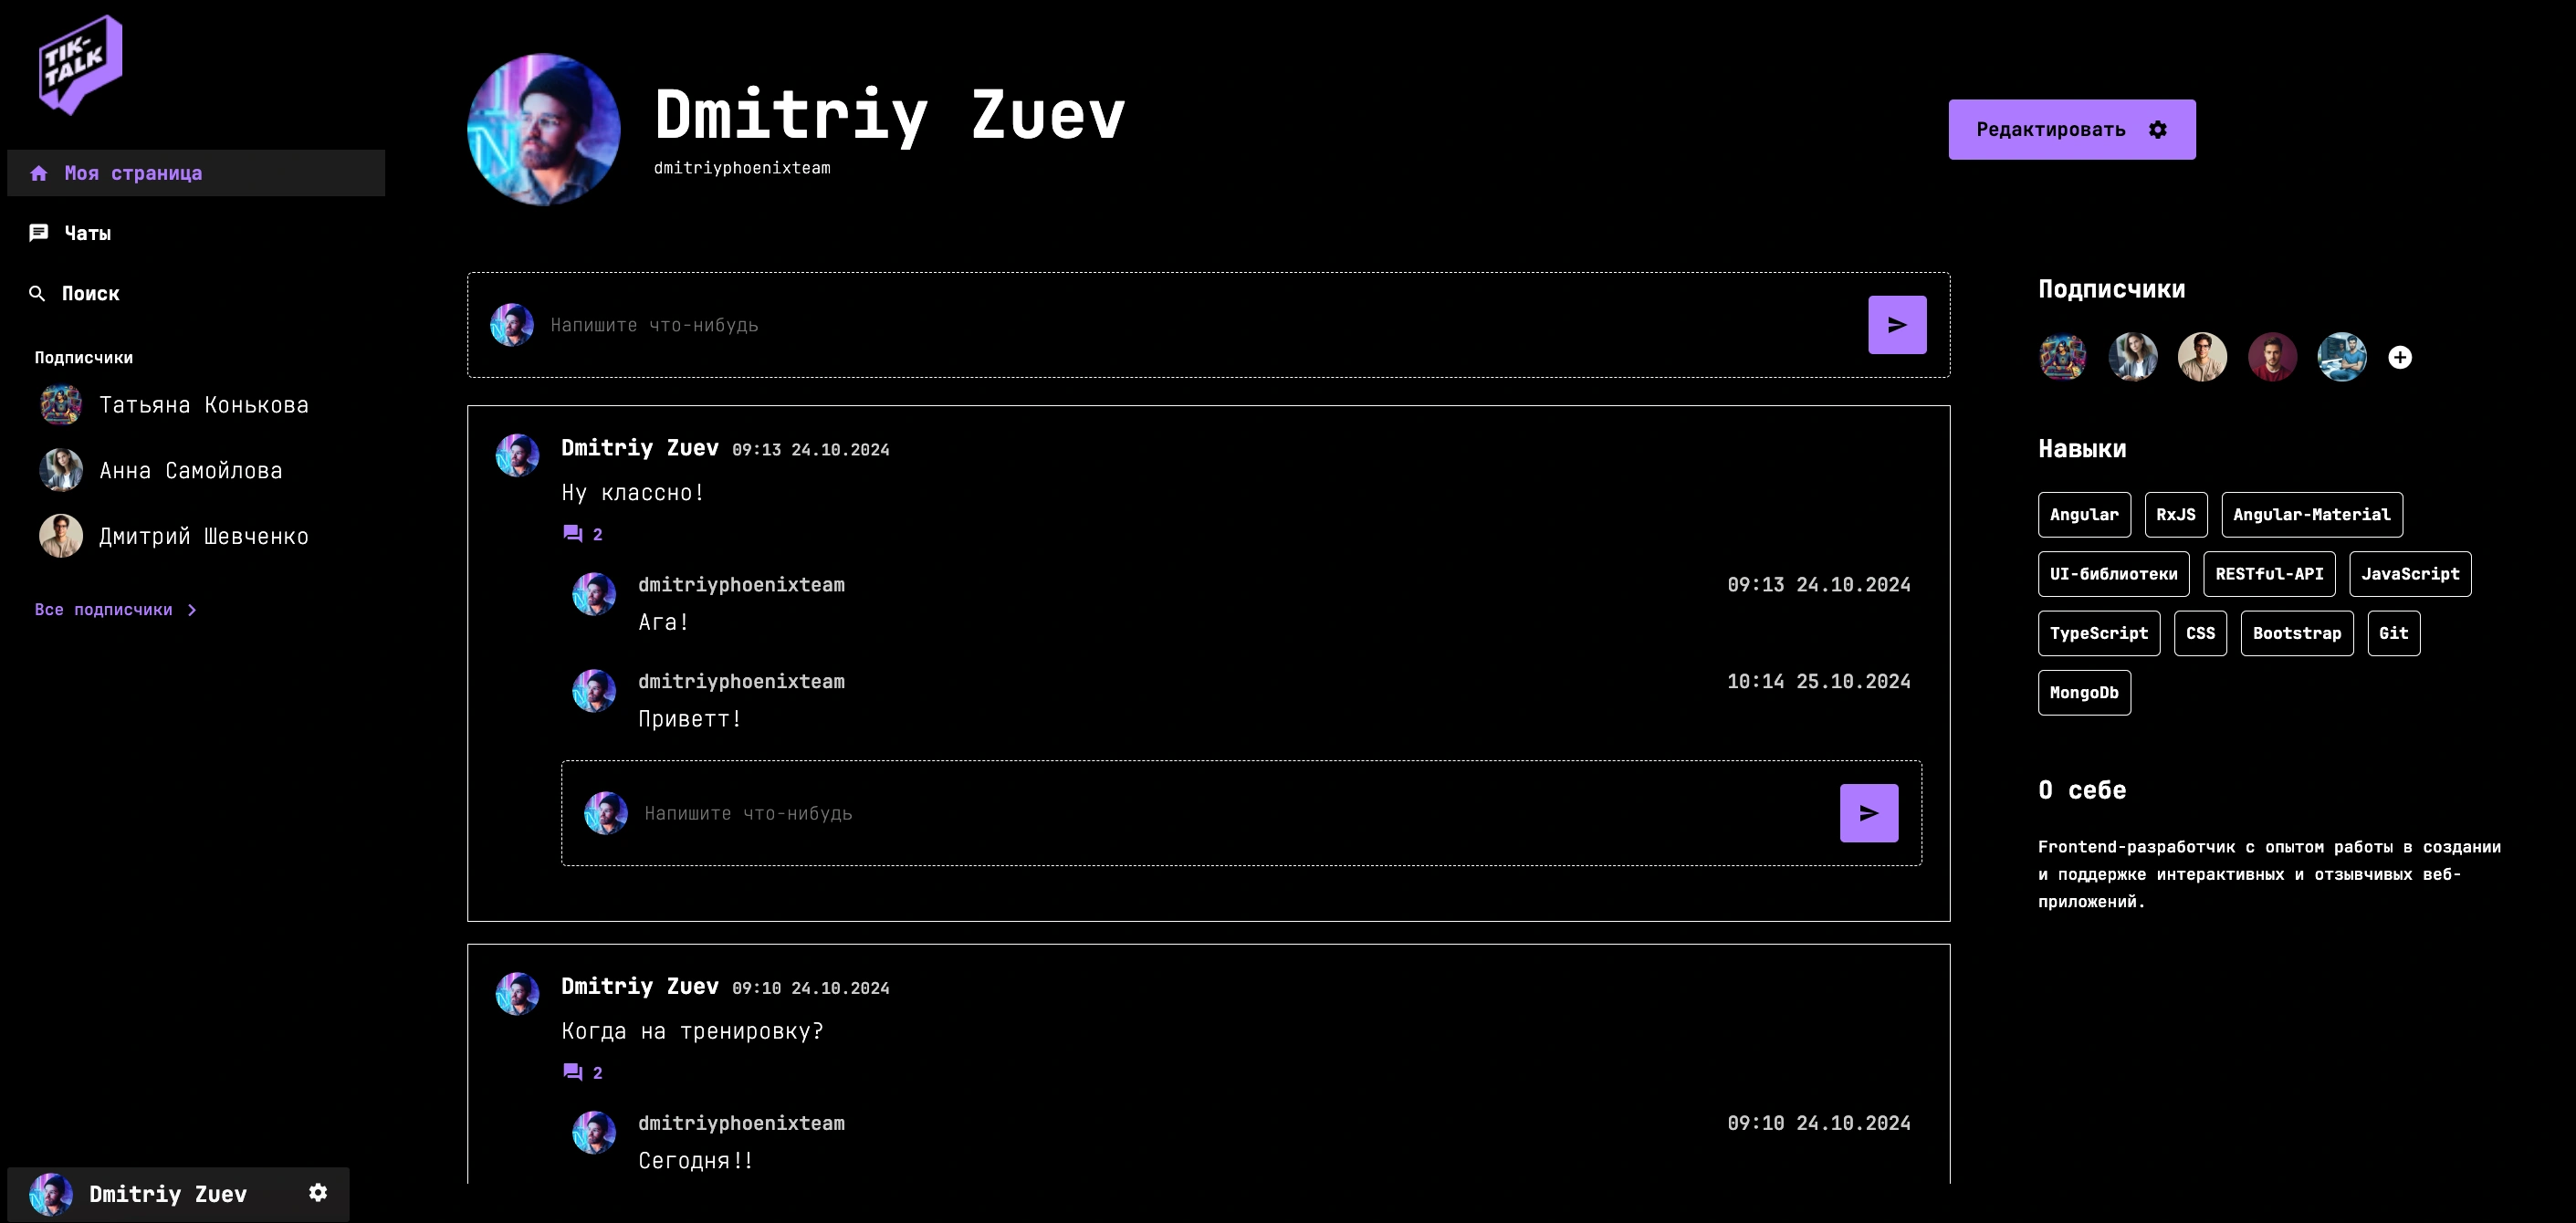 TIK-
TALK
Моя страница
Чаты
Поиск
Подписчики
Татьяна Конькова
Анна Самойлова
Дмитрий Шевченко
Все подписчики
Dmitriy Zuev
Dmitriy Zuev
dmitriyphoenixteam
Редактировать
Напишите что-нибудь
Dmitriy Zuev 09:13 24.10.2024
Ну классно!
2
dmitriyphoenixteam 09:13 24.10.2024
Ага!
dmitriyphoenixteam 10:14 25.10.2024
Приветт!
Напишите что-нибудь
Dmitriy Zuev 09:10 24.10.2024
Когда на тренировку?
2
dmitriyphoenixteam 09:10 24.10.2024
Сегодня!!
Подписчики
Навыки
Angular RxJS Angular-Material
UI-библиотеки RESTful-API JavaScript
TypeScript CSS Bootstrap Git
MongoDb
О себе
Frontend-разработчик с опытом работы в создании
и поддержке интерактивных и отзывчивых веб-
приложений.